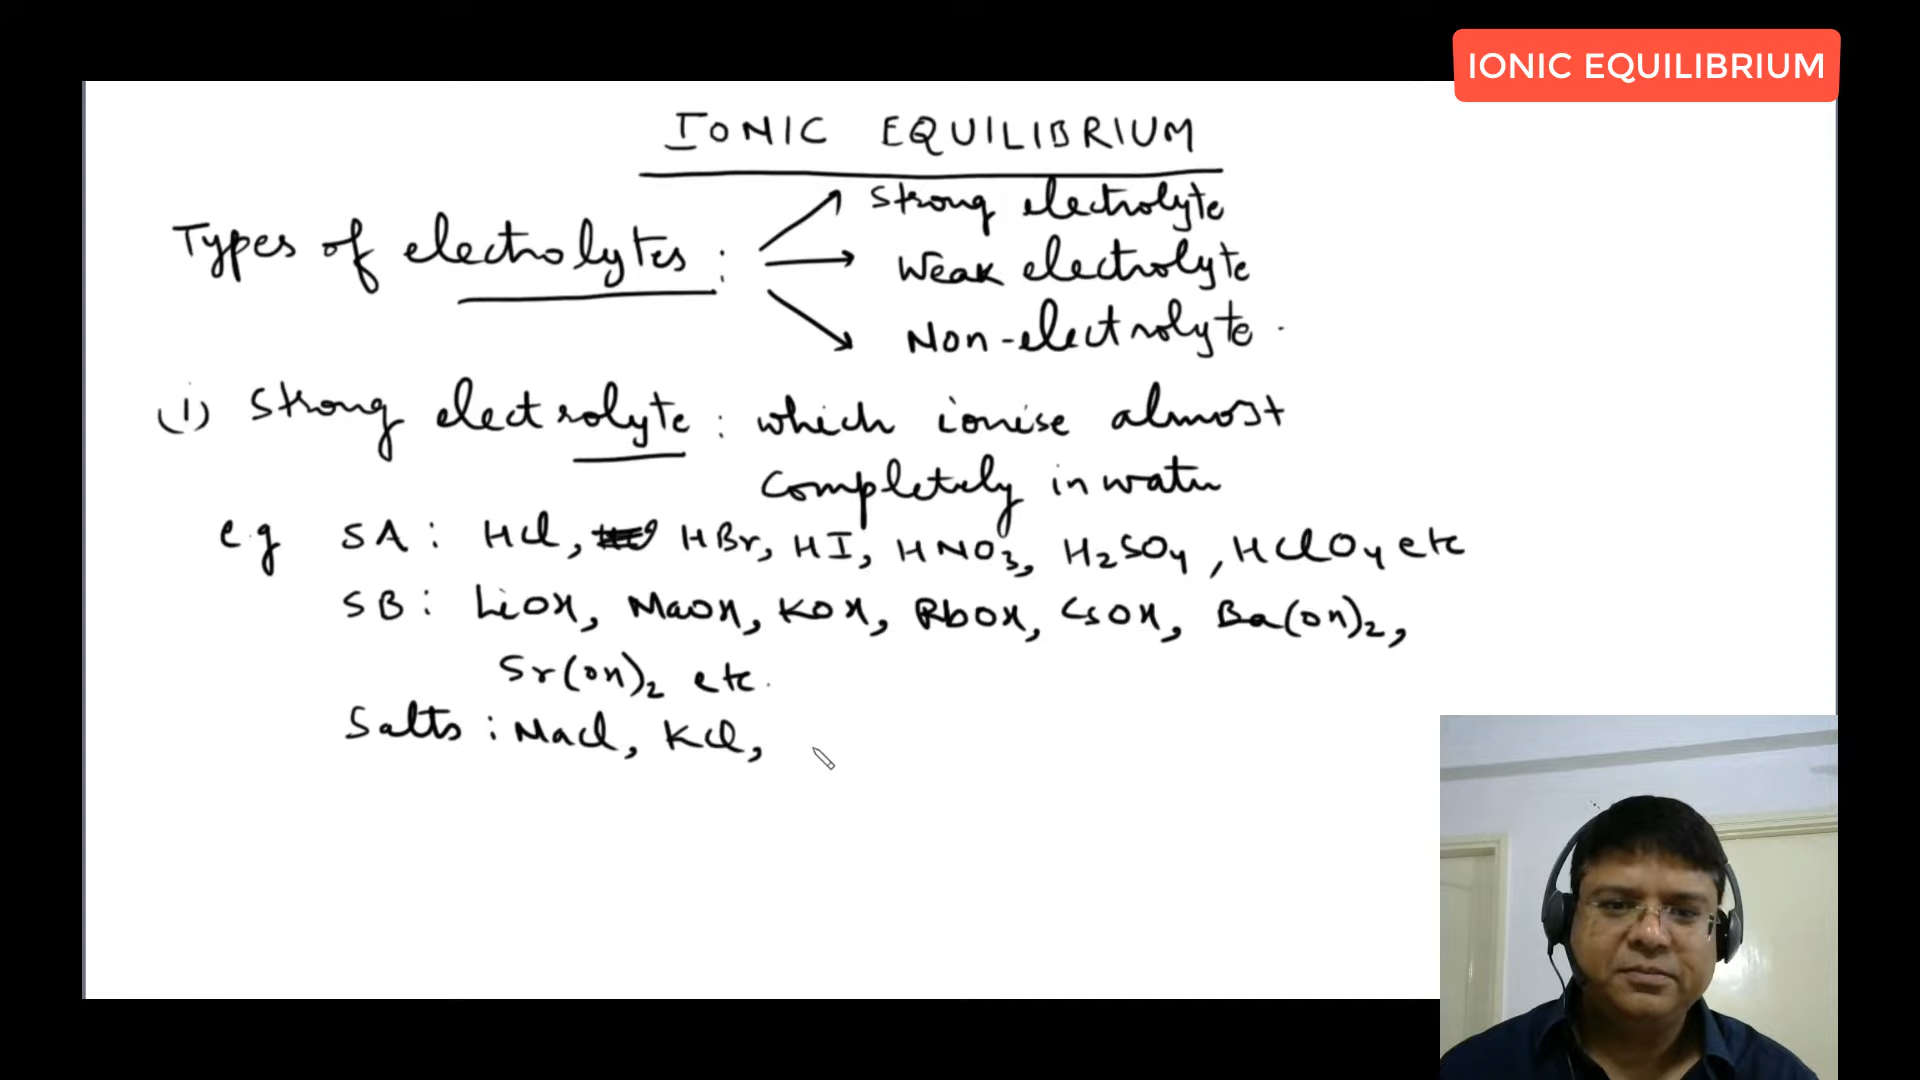 IONIC EQUILIBRIUM
IONIC EQUILIBRIUM
Types of electrolytes :
Strong electrolyte
Weak electrolyte
Non-electrolyte.
(1) Strong electrolyte : which ionise almost
completely in water
e.g SA : HCl, HBr, HI, HNO₃, H₂SO₄, HClO₄ etc
SB : LiOH, NaOH, KOH, RbOH, CsOH, Ba(OH)₂,
Sr(OH)₂ etc.
Salts : NaCl, KCl,